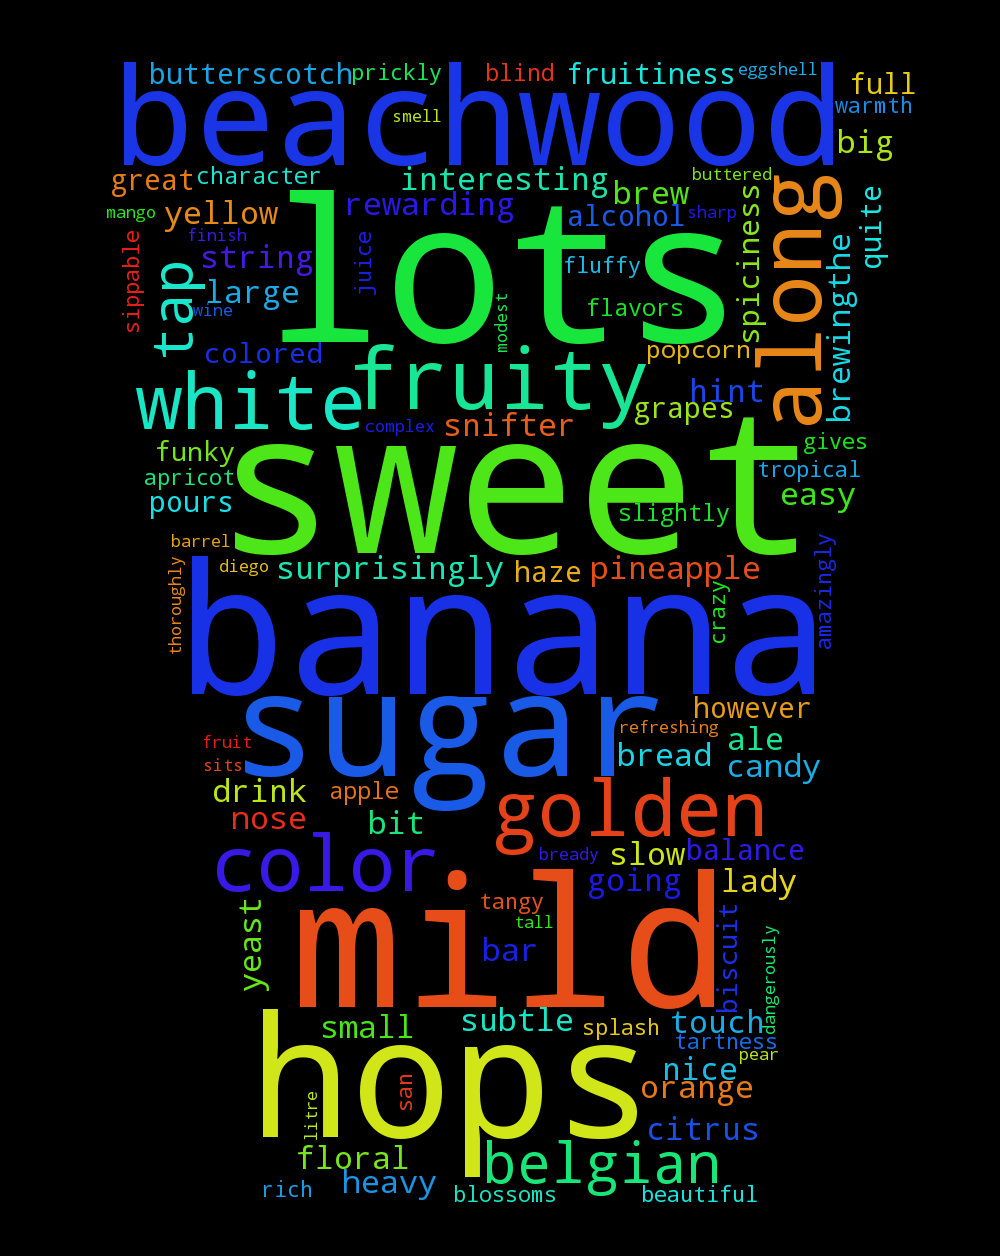 butterscotch prickly blind fruitiness eggshell full
beachwood warmth
smell big
great character interesting buttered
mango yellow rewarding brew alcohol sharp along spiciness quite
sippable finish string juice lots fluffy brewingthe
tap large wine modest flavors
colored popcorn
white fruity hint
complex snifter grapes
funky sweet gives
apricot tropical
pours slightly easy
barrel amazingly
thoroughly diego surprisingly haze pineapple crazy
banana
sugar refreshing however
fruit bread ale
sits candy
drink apple golden
nose bit
color bready slow balance
going lady
yeast mild tangy biscuit
tall dangerously
bar
small subtle splash touch
hops tartness
pear
litre san nice
orange
citrus
floral belgian
rich heavy blossoms beautiful